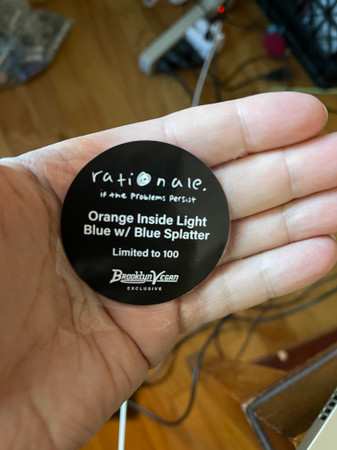 rationale.
if the problems persist
Orange Inside Light
Blue w/ Blue Splatter
Limited to 100
BROOKLYNVEGAN
EXCLUSIVE